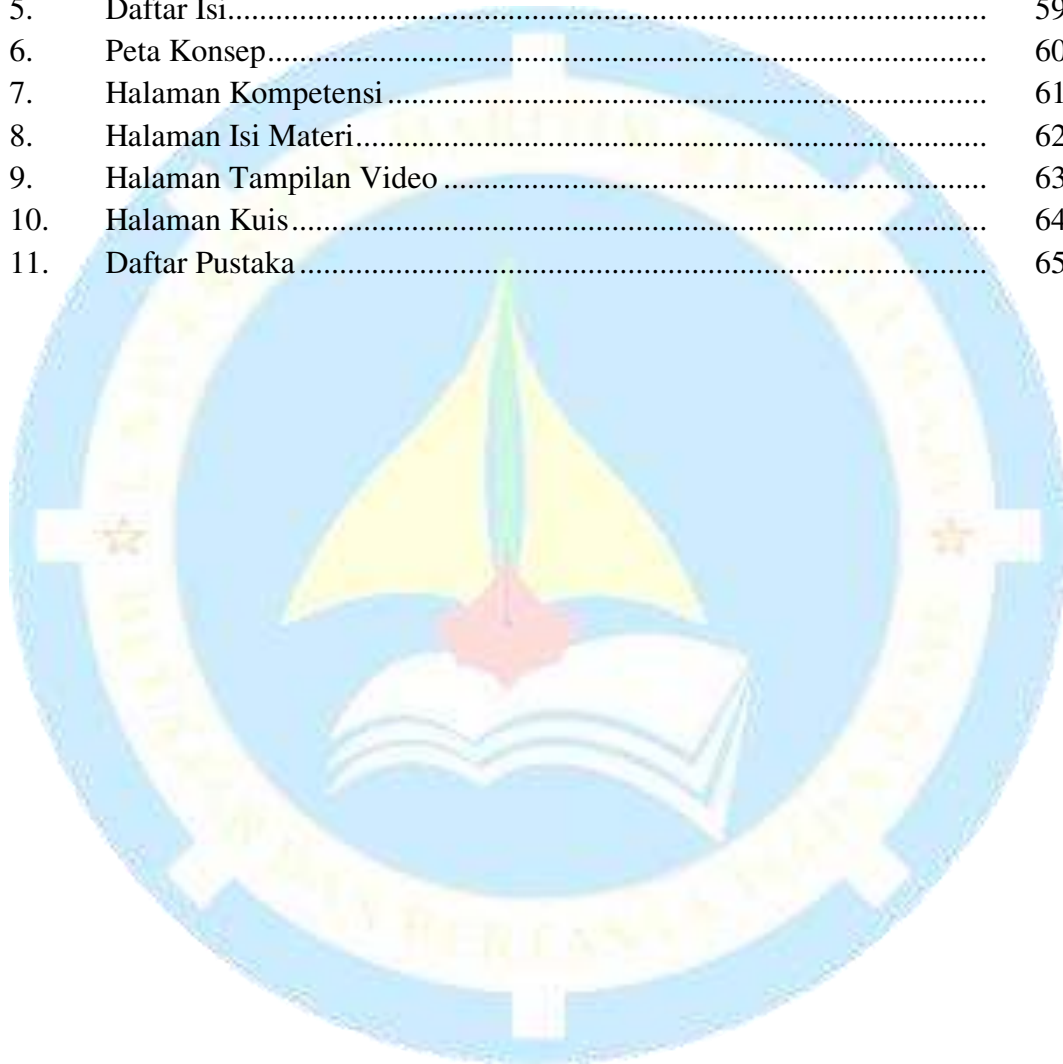 5. Daftar Isi........................................................................................... 59
6. Peta Konsep...................................................................................... 60
7. Halaman Kompetensi....................................................................... 61
8. Halaman Isi Materi........................................................................... 62
9. Halaman Tampilan Video................................................................ 63
10. Halaman Kuis................................................................................... 64
11. Daftar Pustaka.................................................................................. 65